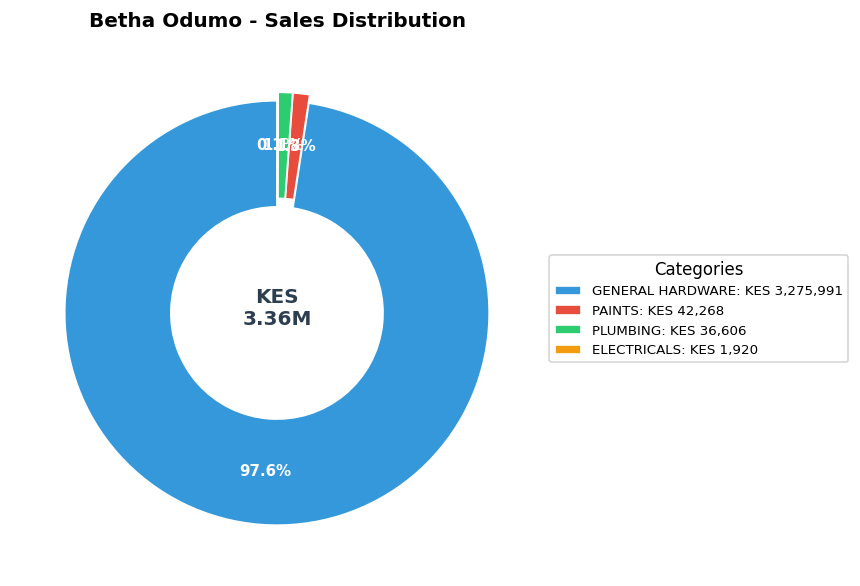 Betha Odumo - Sales Distribution
KES
3.36M
97.6%
Categories
GENERAL HARDWARE: KES 3,275,991
PAINTS: KES 42,268
PLUMBING: KES 36,606
ELECTRICALS: KES 1,920